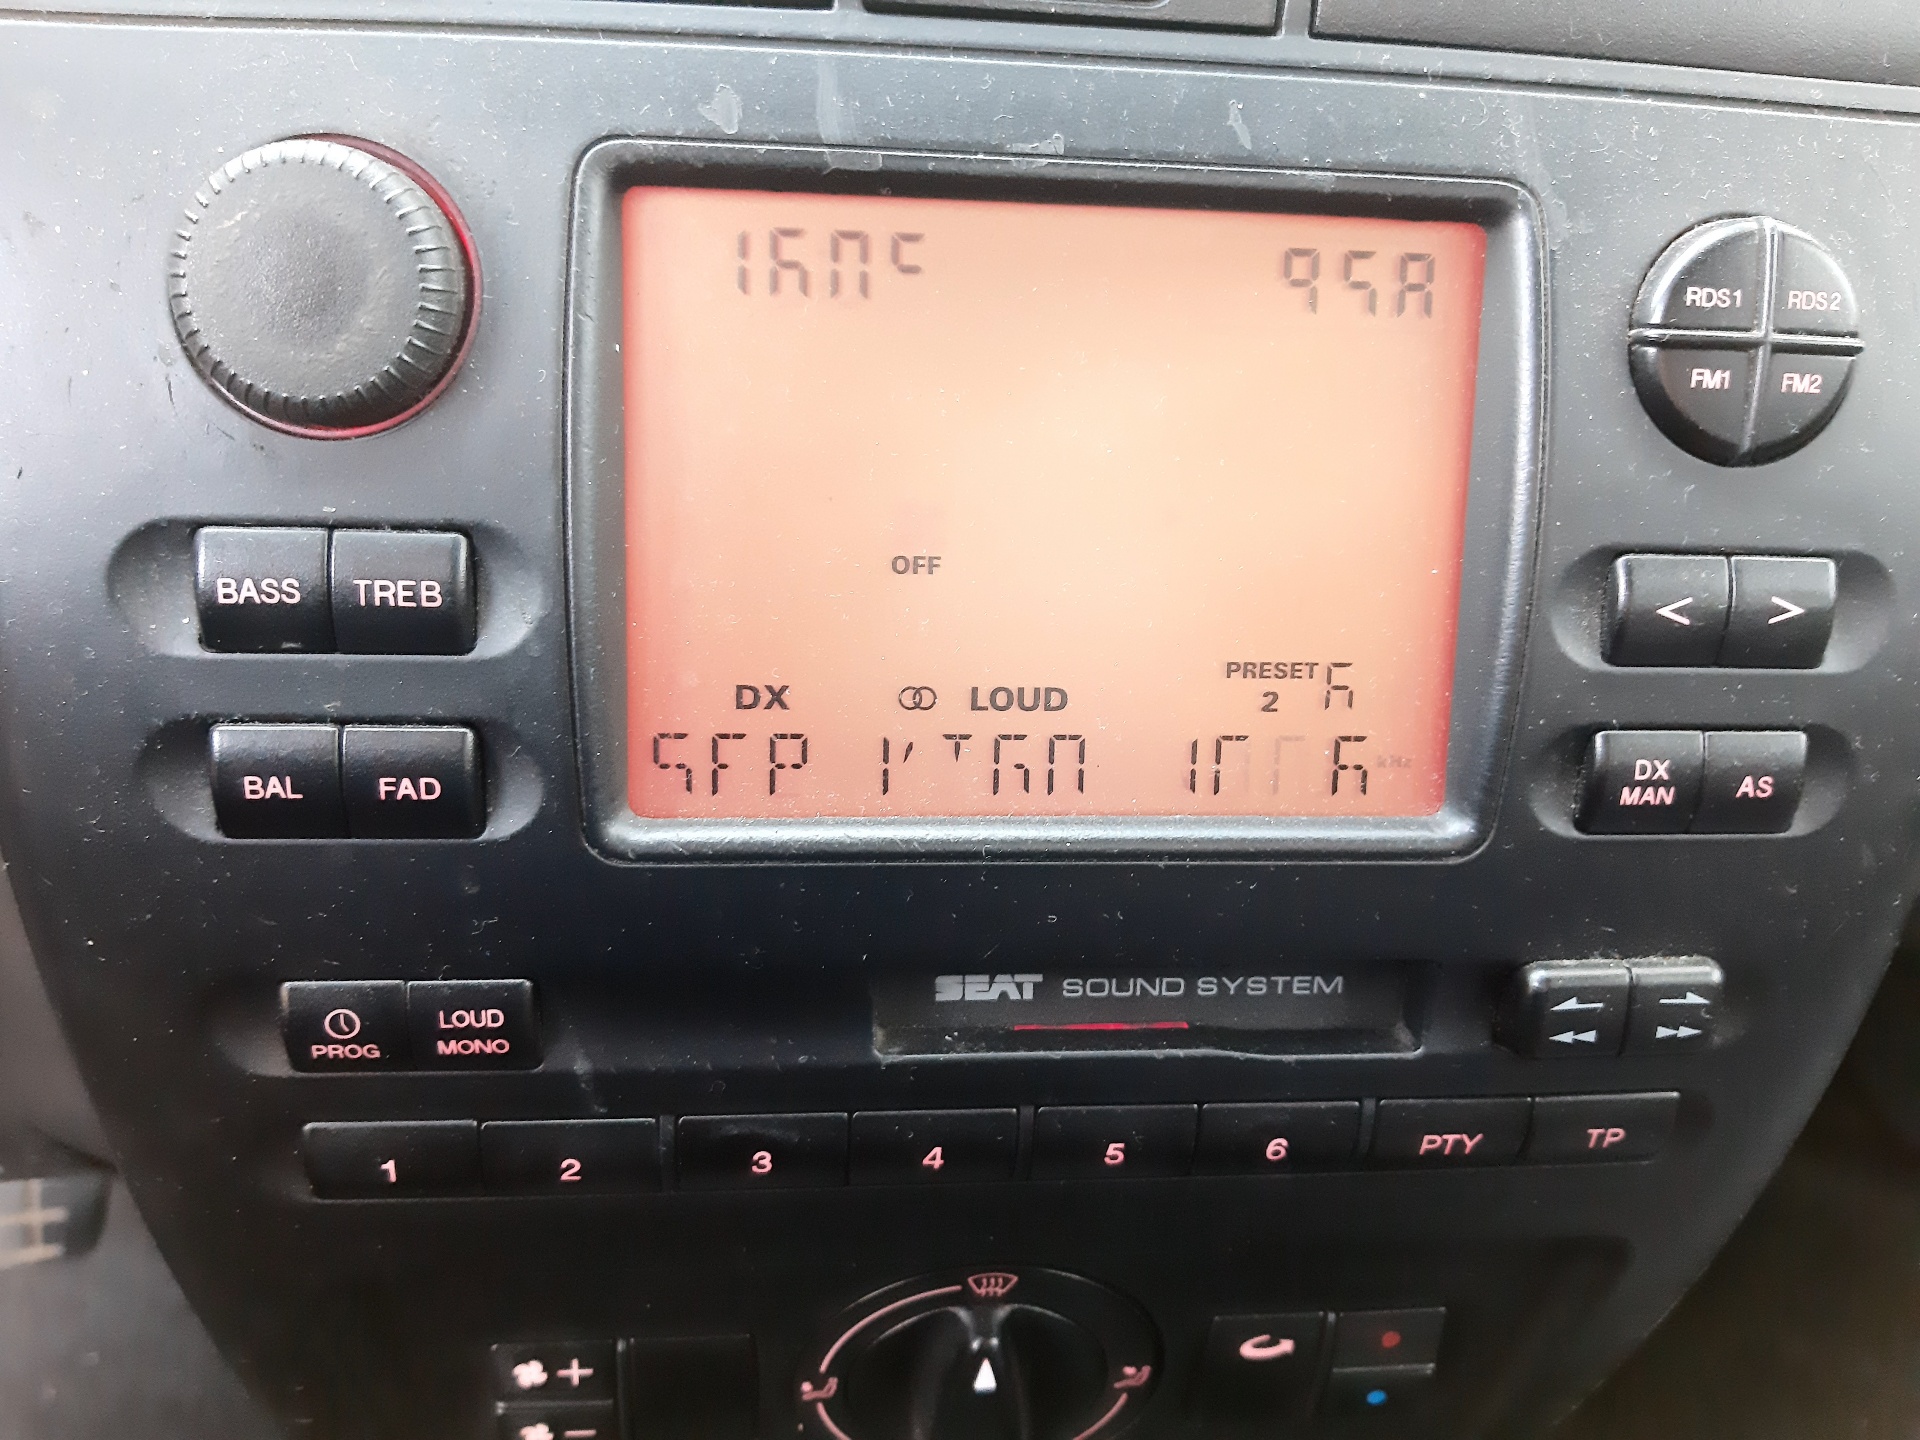 RDS1 RDS2
FM1 FM2
OFF
BASS TREB
< >
PRESET
2
DX LOUD
BAL FAD
kHz
DX
MAN
AS
SEAT SOUND SYSTEM
PROG
LOUD
MONO
1 2 3 4 5 6 PTY TP
+
-